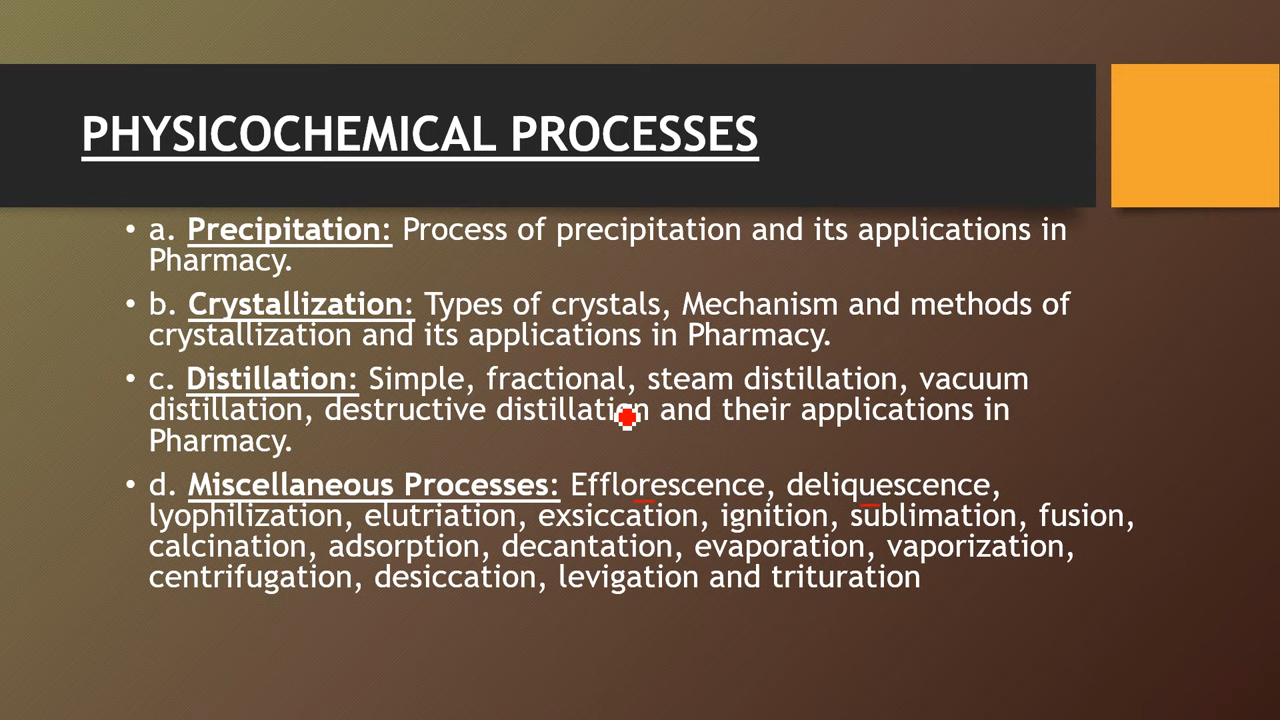 PHYSICOCHEMICAL PROCESSES
• a. Precipitation: Process of precipitation and its applications in
Pharmacy.
• b. Crystallization: Types of crystals, Mechanism and methods of
crystallization and its applications in Pharmacy.
• c. Distillation: Simple, fractional, steam distillation, vacuum
distillation, destructive distillation and their applications in
Pharmacy.
• d. Miscellaneous Processes: Efflorescence, deliquescence,
lyophilization, elutriation, exsiccation, ignition, sublimation, fusion,
calcination, adsorption, decantation, evaporation, vaporization,
centrifugation, desiccation, levigation and trituration